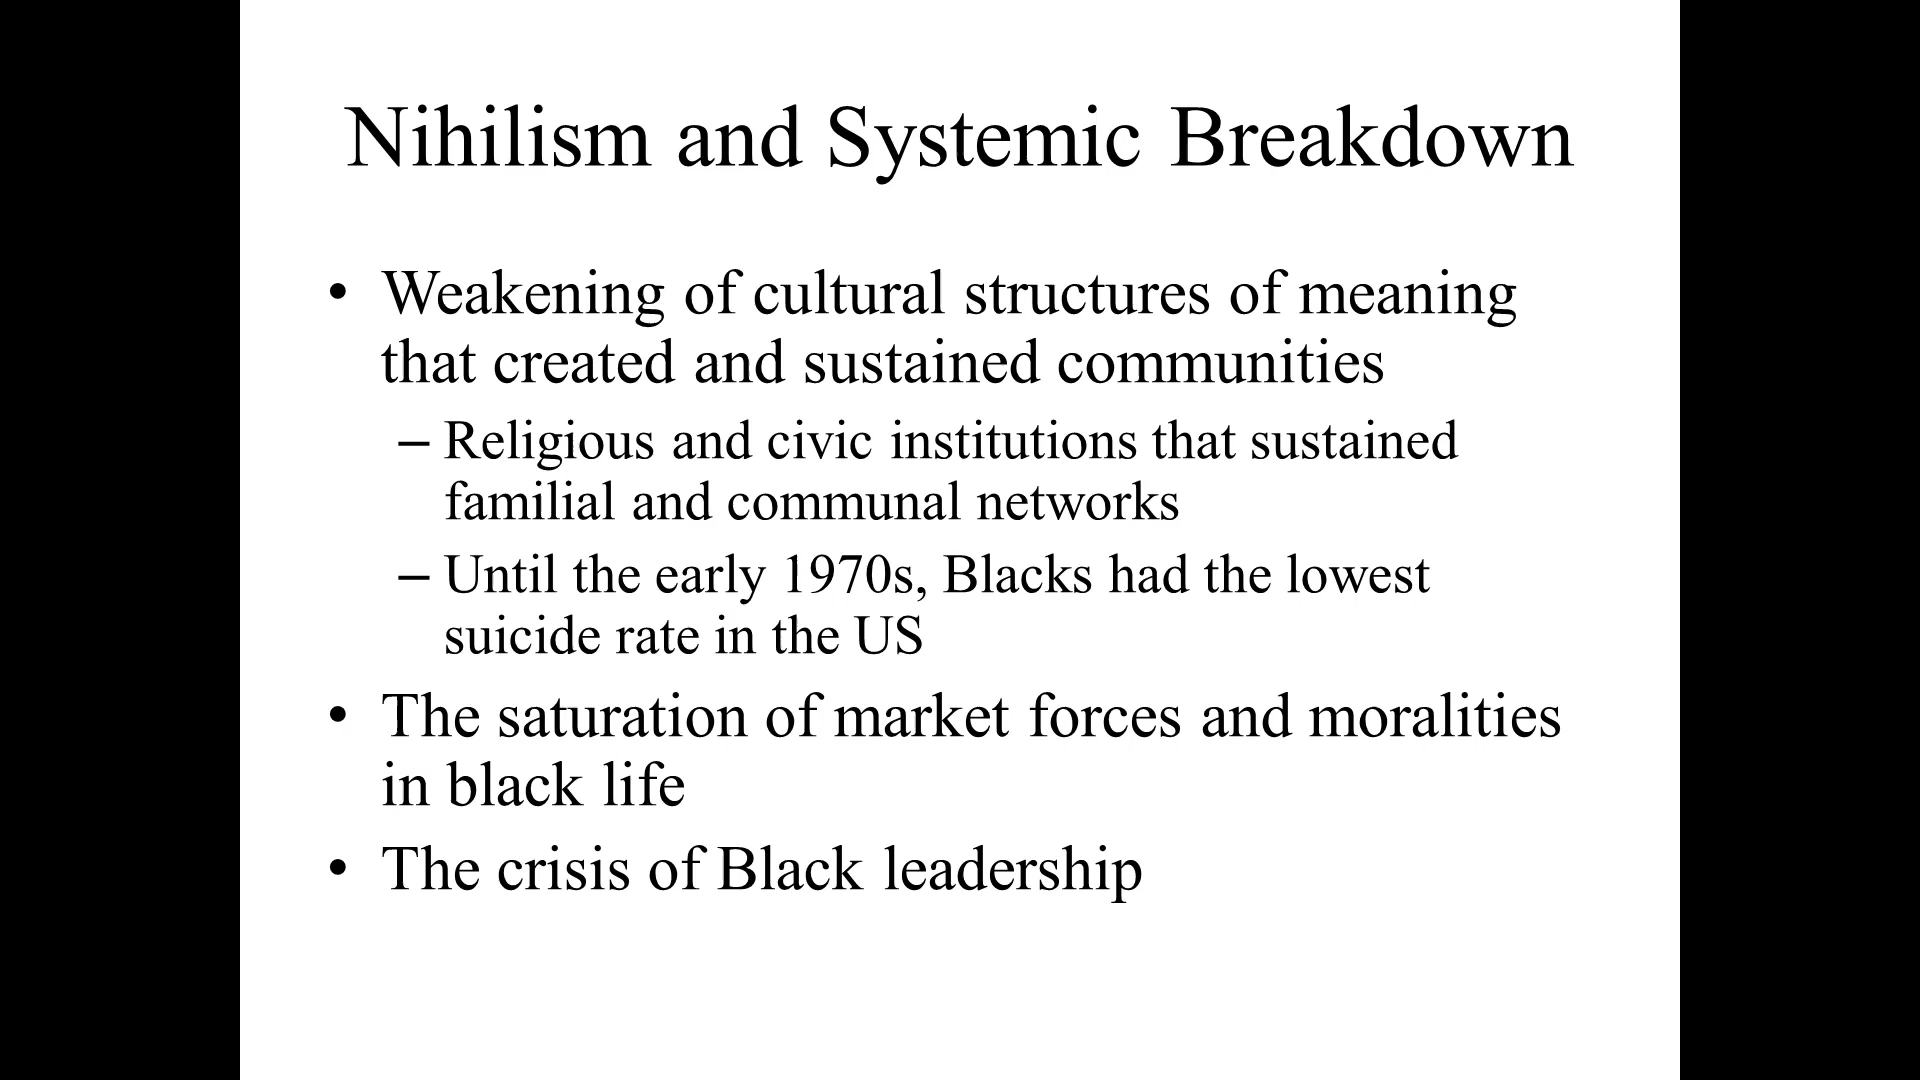 Nihilism and Systemic Breakdown
• Weakening of cultural structures of meaning
that created and sustained communities
– Religious and civic institutions that sustained
familial and communal networks
– Until the early 1970s, Blacks had the lowest
suicide rate in the US
• The saturation of market forces and moralities
in black life
• The crisis of Black leadership